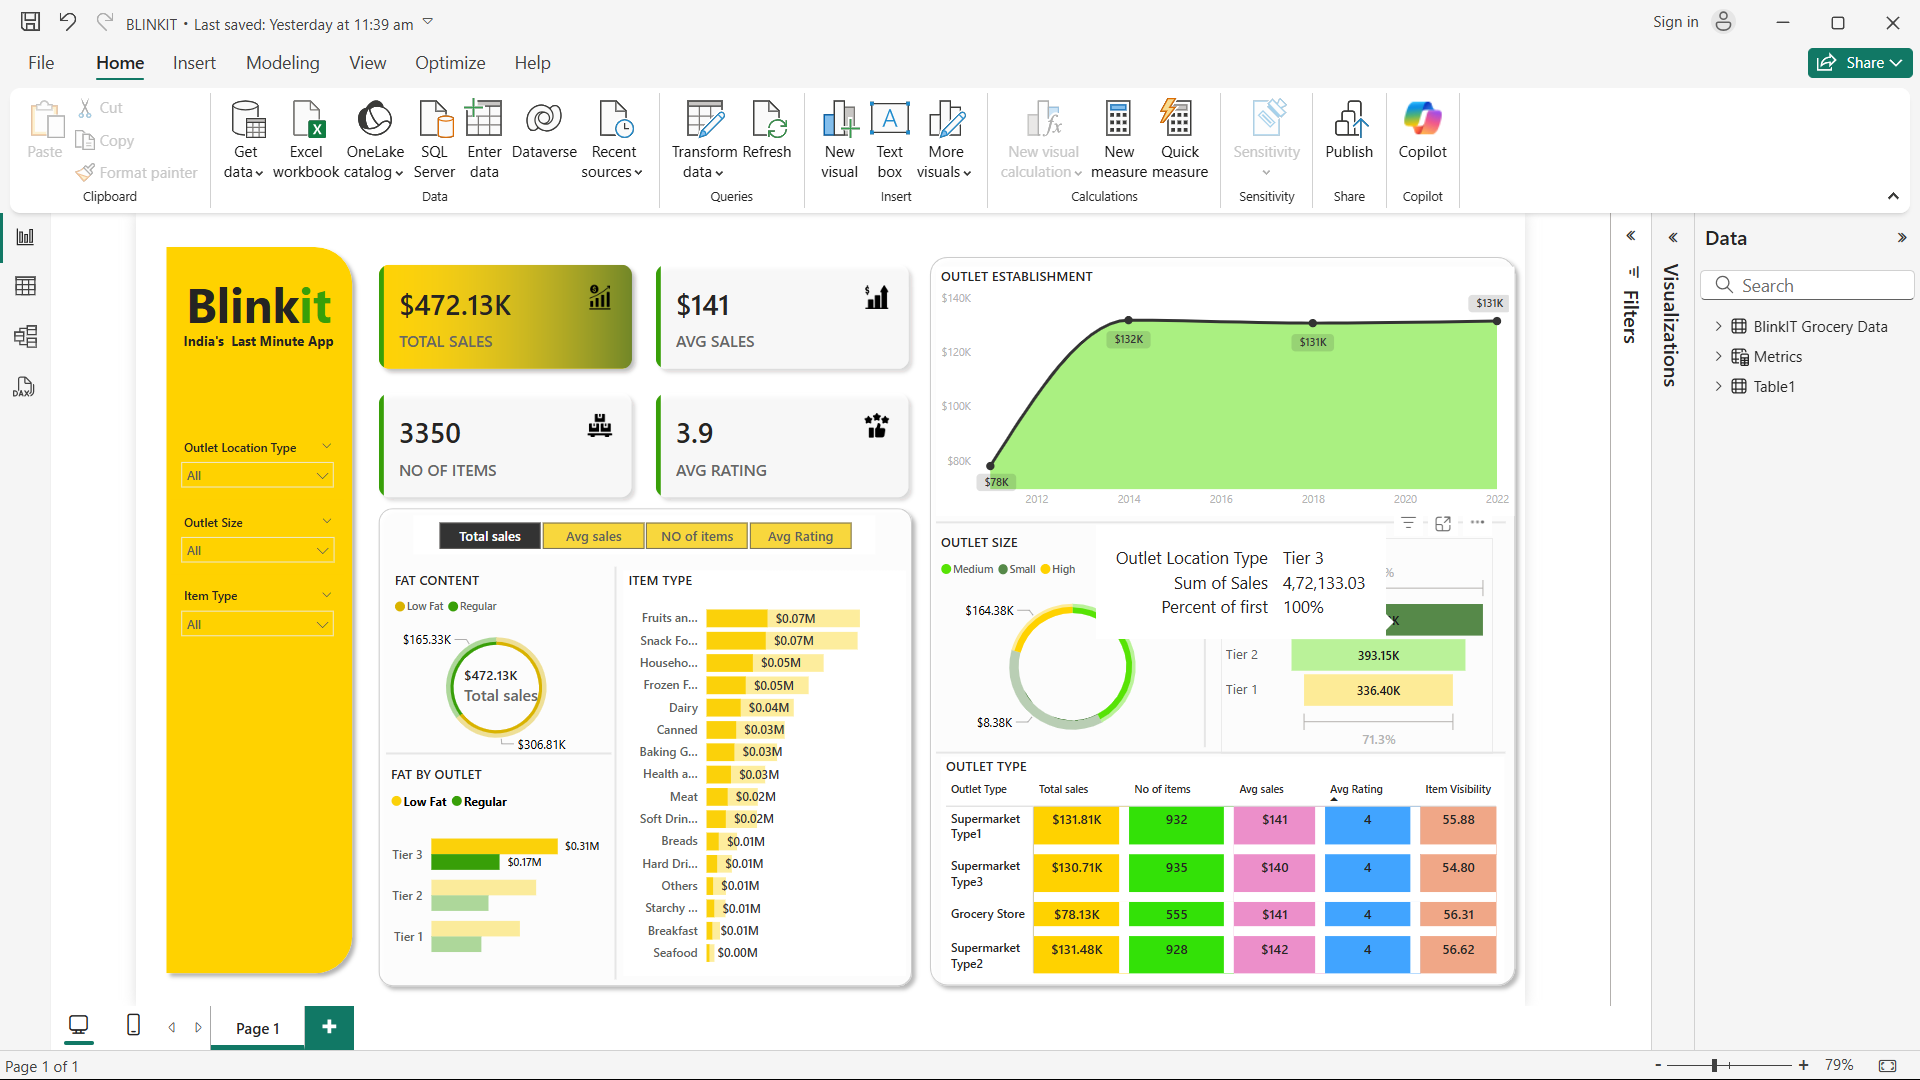 BLINKIT • Last saved: Yesterday at 11:39 am
Sign in
File Home Insert Modeling View Optimize Help
Share
Paste
Cut
Copy
Format painter
Clipboard
Get data
Excel workbook
OneLake catalog
SQL Server
Enter data
Dataverse
Recent sources
Data
Transform data
Refresh
Queries
New visual
Text box
More visuals
Insert
New visual calculation
New measure
Quick measure
Calculations
Sensitivity
Sensitivity
Publish
Share
Copilot
Copilot
Blinkit
India's Last Minute App
Outlet Location Type
All
Outlet Size
All
Item Type
All
$472.13K
TOTAL SALES
$141
AVG SALES
3350
NO OF ITEMS
3.9
AVG RATING
Total sales Avg sales NO of items Avg Rating
FAT CONTENT
Low Fat Regular
$165.33K
$472.13K
Total sales
$306.81K
FAT BY OUTLET
Low Fat Regular
Tier 3 $0.31M
$0.17M
Tier 2
Tier 1
ITEM TYPE
Fruits an... $0.07M
Snack Fo... $0.07M
Househo... $0.05M
Frozen F... $0.05M
Dairy $0.04M
Canned $0.03M
Baking G... $0.03M
Health a... $0.03M
Meat $0.02M
Soft Drin... $0.02M
Breads $0.01M
Hard Dri... $0.01M
Others $0.01M
Starchy ... $0.01M
Breakfast $0.01M
Seafood $0.00M
OUTLET ESTABLISHMENT
$140K
$120K
$100K
$80K
$78K
$132K
$131K
$131K
2012 2014 2016 2018 2020 2022
OUTLET SIZE
Medium Small High
$164.38K
$8.38K
Outlet Location Type Tier 3
Sum of Sales 4,72,133.03
Percent of first 100%
%
K
Tier 2 393.15K
Tier 1 336.40K
71.3%
OUTLET TYPE
Outlet Type Total sales No of items Avg sales Avg Rating Item Visibility
Supermarket Type1 $131.81K 932 $141 4 55.88
Supermarket Type3 $130.71K 935 $140 4 54.80
Grocery Store $78.13K 555 $141 4 56.31
Supermarket Type2 $131.48K 928 $142 4 56.62
Filters
Visualizations
Data
Search
BlinkIT Grocery Data
Metrics
Table1
DAX
Page 1
+
Page 1 of 1
- + 79%